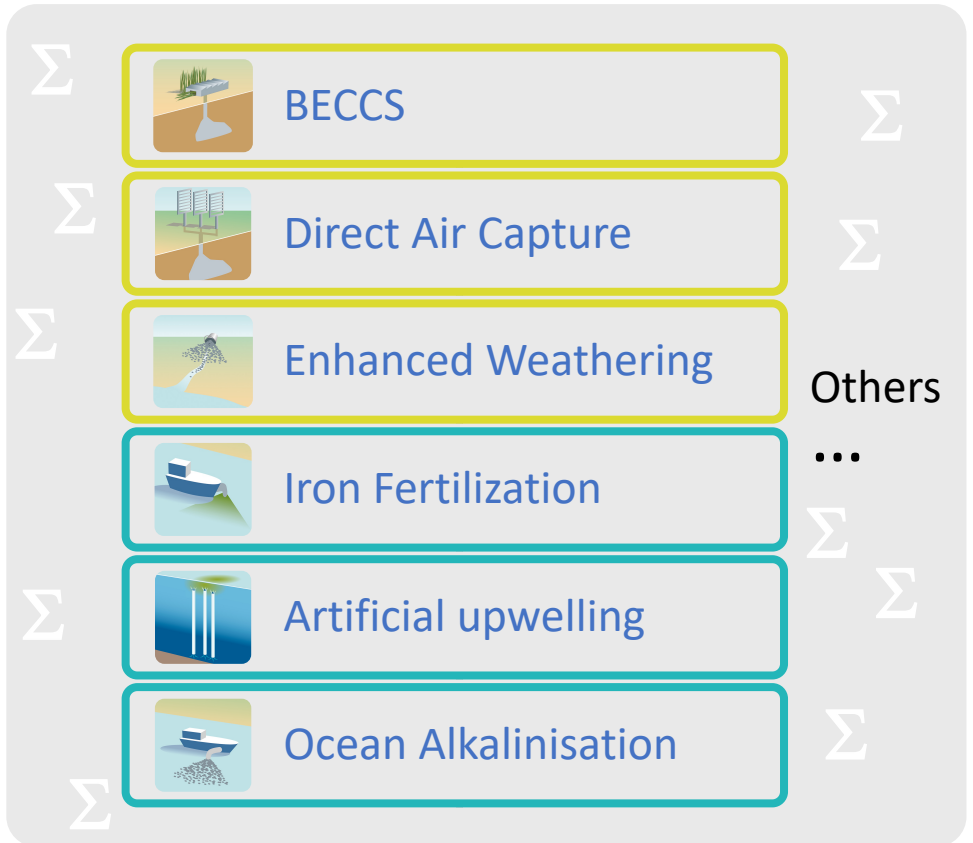 Σ
BECCS
Σ
Σ
Direct Air Capture
Σ
Σ
Enhanced Weathering
Others
...
Iron Fertilization
Σ
Σ
Artificial upwelling
Σ
Ocean Alkalinisation
Σ
Σ